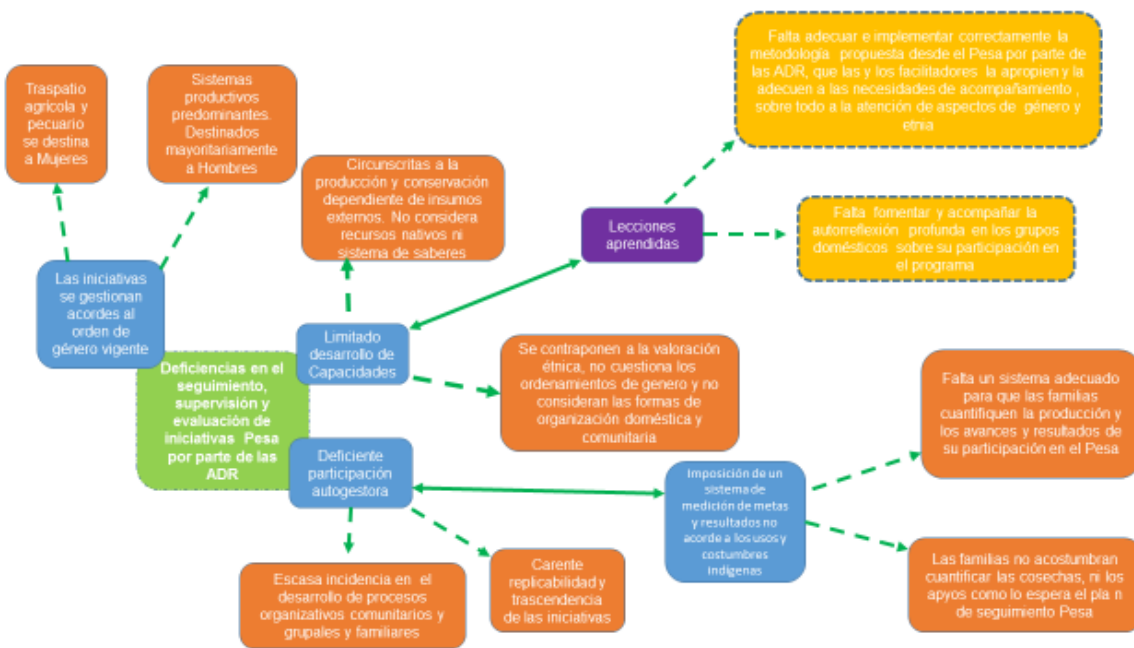 Falta adecuar e implementar correctamente la
metodología propuesta desde el Pesa por parte de
las ADR, que las y los facilitadores la apropien y la
adecuen a las necesidades de acompañamiento ,
sobre todo a la atención de aspectos de género y
etnia
Traspatio
agrícola y
pecuario
se destina
a Mujeres
Sistemas
productivos
predominantes.
Destinados
mayoritariamente
a Hombres
Circunscritas a la
producción y conservación
dependiente de insumos
externos. No considera
recursos nativos ni
sistema de saberes
Lecciones
aprendidas
Falta fomentar y acompañar la
autorreflexión profunda en los grupos
domésticos sobre su participación en
el programa
Las iniciativas
se gestionan
acordes al
orden de
género vigente
Limitado
desarrollo de
Capacidades
Se contraponen a la valoración
étnica, no cuestiona los
ordenamientos de genero y no
consideran las formas de
organización doméstica y
comunitaria
Deficiencias en el
seguimiento,
supervisión y
evaluación de
iniciativas Pesa
por parte de las
ADR
Falta un sistema adecuado
para que las familias
cuantifiquen la producción y
los avances y resultados de
su participación en el Pesa
Deficiente
participación
autogestora
Imposición de un
sistema de
medición de metas
y resultados no
acorde a los usos y
costumbres
indígenas
Escasa incidencia en el
desarrollo de procesos
organizativos comunitarios y
grupales y familiares
Carente
replicabilidad y
trascendencia
de las iniciativas
Las familias no acostumbran
cuantificar las cosechas, ni los
apyos como lo espera el pla n
de seguimiento Pesa